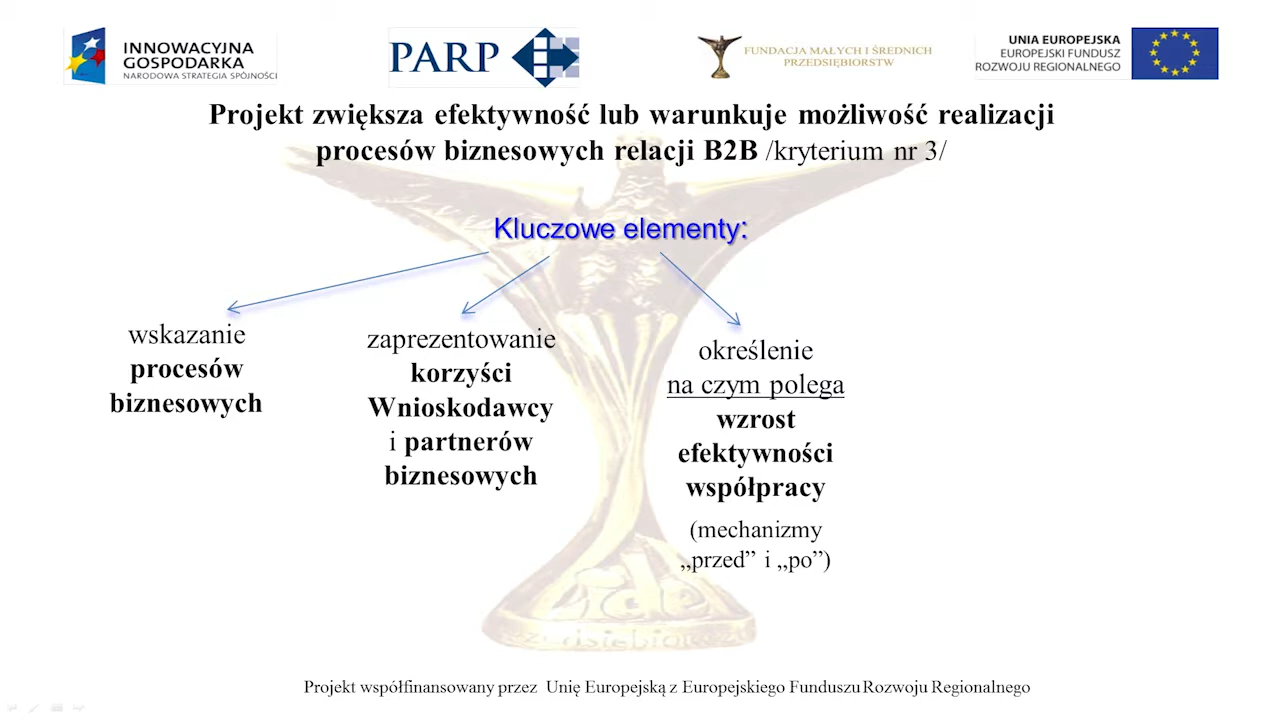 INNOWACYJNA
GOSPODARKA
NARODOWA STRATEGIA SPÓJNOŚCI
PARP
FUNDACJA MAŁYCH I ŚREDNICH
PRZEDSIĘBIORSTW
UNIA EUROPEJSKA
EUROPEJSKI FUNDUSZ
ROZWOJU REGIONALNEGO
Projekt zwiększa efektywność lub warunkuje możliwość realizacji
procesów biznesowych relacji B2B /kryterium nr 3/
Kluczowe elementy:
wskazanie
procesów
biznesowych
zaprezentowanie
korzyści
Wnioskodawcy
i partnerów
biznesowych
określenie
na czym polega
wzrost
efektywności
współpracy
(mechanizmy
„przed” i „po”)
Projekt współfinansowany przez Unię Europejską z Europejskiego Funduszu Rozwoju Regionalnego